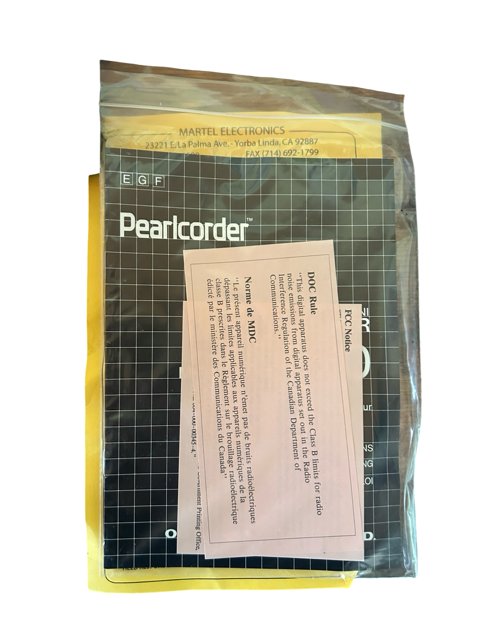 MARTEL ELECTRONICS
23221 E/La Palma Ave. · Yorba Linda, CA 92887
FAX (714) 692-1799
E G F
Pearlcorder™
DOC Rule
"This digital apparatus does not exceed the Class B limits for radio
noise emissions from digital apparatus set out in the Radio
Interference Regulation of the Canadian Department of
Communications."
Norme de MDC
"Le présent appareil numérique n'émet pas de bruits radioélectriques
dépassant les limites applicables aux appareils numériques de la
classe B prescrites dans le Règlement sur le brouillage radioélectrique
édicté par le ministère des Communications du Canada"
FCC Notice
Printing Office,